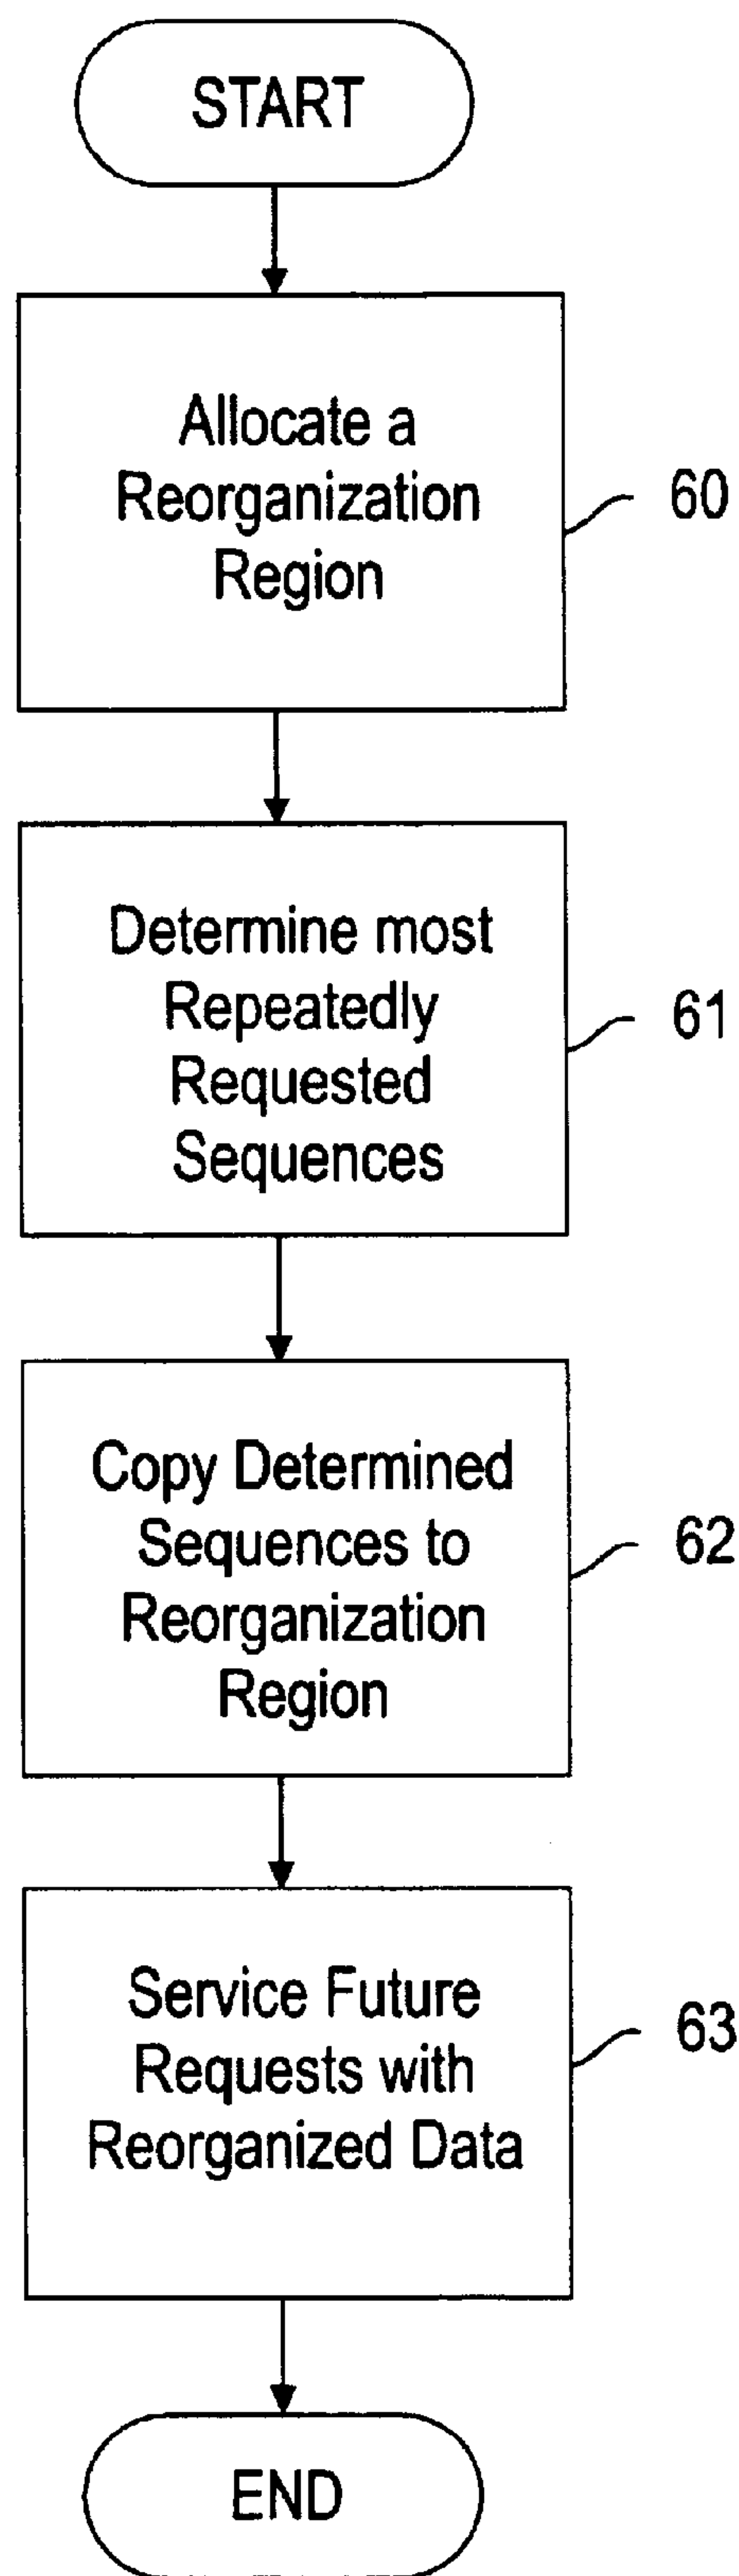 START
Allocate a
Reorganization
Region
60
Determine most
Repeatedly
Requested
Sequences
61
Copy Determined
Sequences to
Reorganization
Region
62
Service Future
Requests with
Reorganized Data
63
END